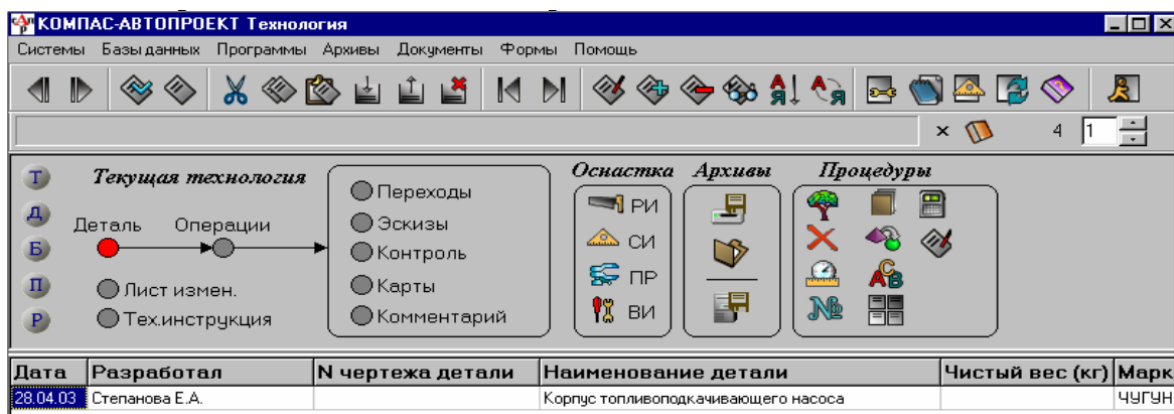 КОМПАС-АВТОПРОЕКТ Технология
Системы Базы данных Программы Архивы Документы Формы Помощь
4 1
Т Текущая технология Оснастка Архивы Процедуры
Переходы РИ
Д Деталь Операции Эскизы СИ
Б Контроль
П Лист измен. Карты ПР
Р Тех.инструкция Комментарий ВИ
Дата Разработал N чертежа детали Наименование детали Чистый вес (кг) Марк
28.04.03 Степанова Е.А. Корпус топливоподкачивающего насоса ЧУГУН